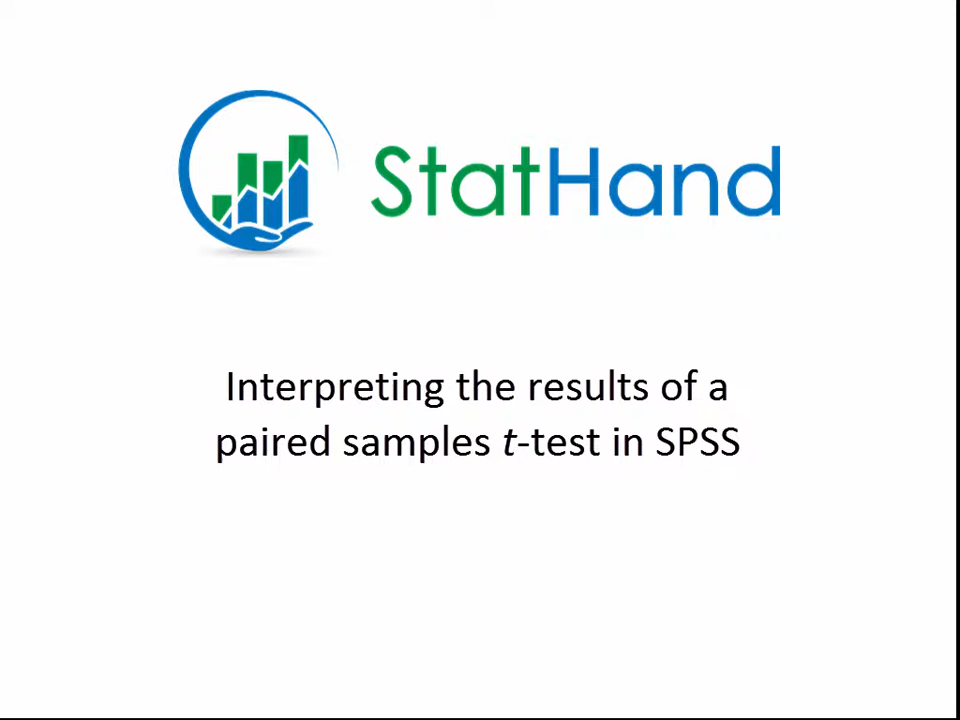 StatHand
Interpreting the results of a
paired samples t-test in SPSS